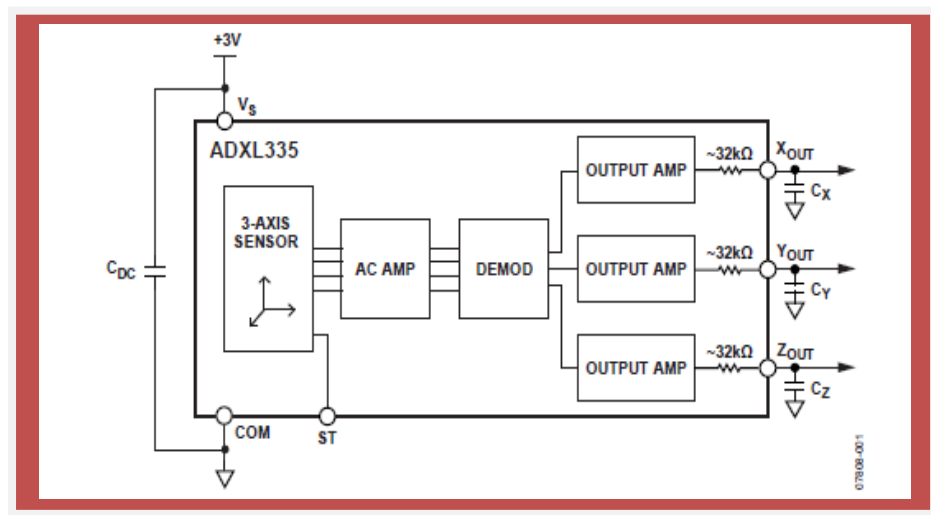 +3V
VS
ADXL335
3-AXIS
SENSOR
AC AMP
DEMOD
OUTPUT AMP
~32kΩ
XOUT
CX
OUTPUT AMP
~32kΩ
YOUT
CY
OUTPUT AMP
~32kΩ
ZOUT
CZ
CDC
COM
ST
07808-001